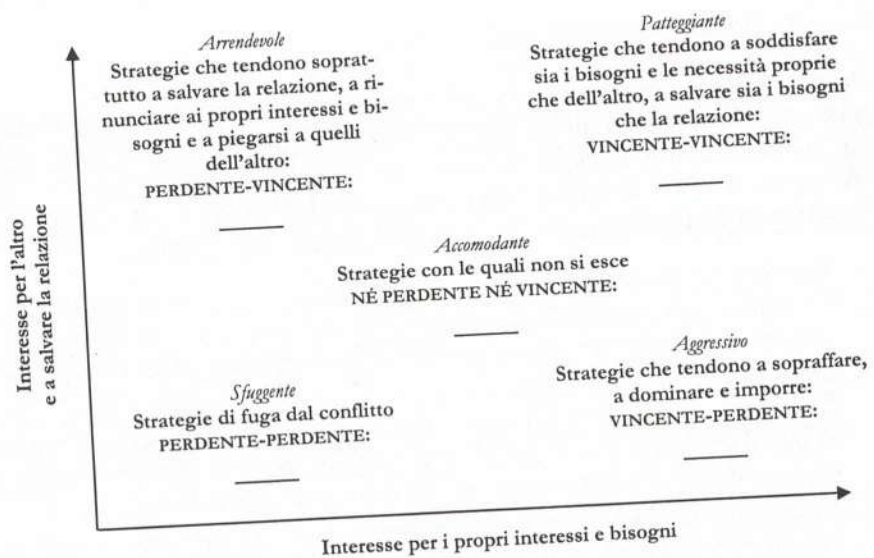 Arrendevole
Strategie che tendono soprat-
tutto a salvare la relazione, a ri-
nunciare ai propri interessi e bi-
sogni e a piegarsi a quelli
dell'altro:
PERDENTE-VINCENTE:
Patteggiante
Strategie che tendono a soddisfare
sia i bisogni e le necessità proprie
che dell'altro, a salvare sia i bisogni
che la relazione:
VINCENTE-VINCENTE:
Accomodante
Strategie con le quali non si esce
NÉ PERDENTE NÉ VINCENTE:
Sfuggente
Strategie di fuga dal conflitto
PERDENTE-PERDENTE:
Aggressivo
Strategie che tendono a sopraffare,
a dominare e imporre:
VINCENTE-PERDENTE:
Interesse per l'altro
e a salvare la relazione
Interesse per i propri interessi e bisogni